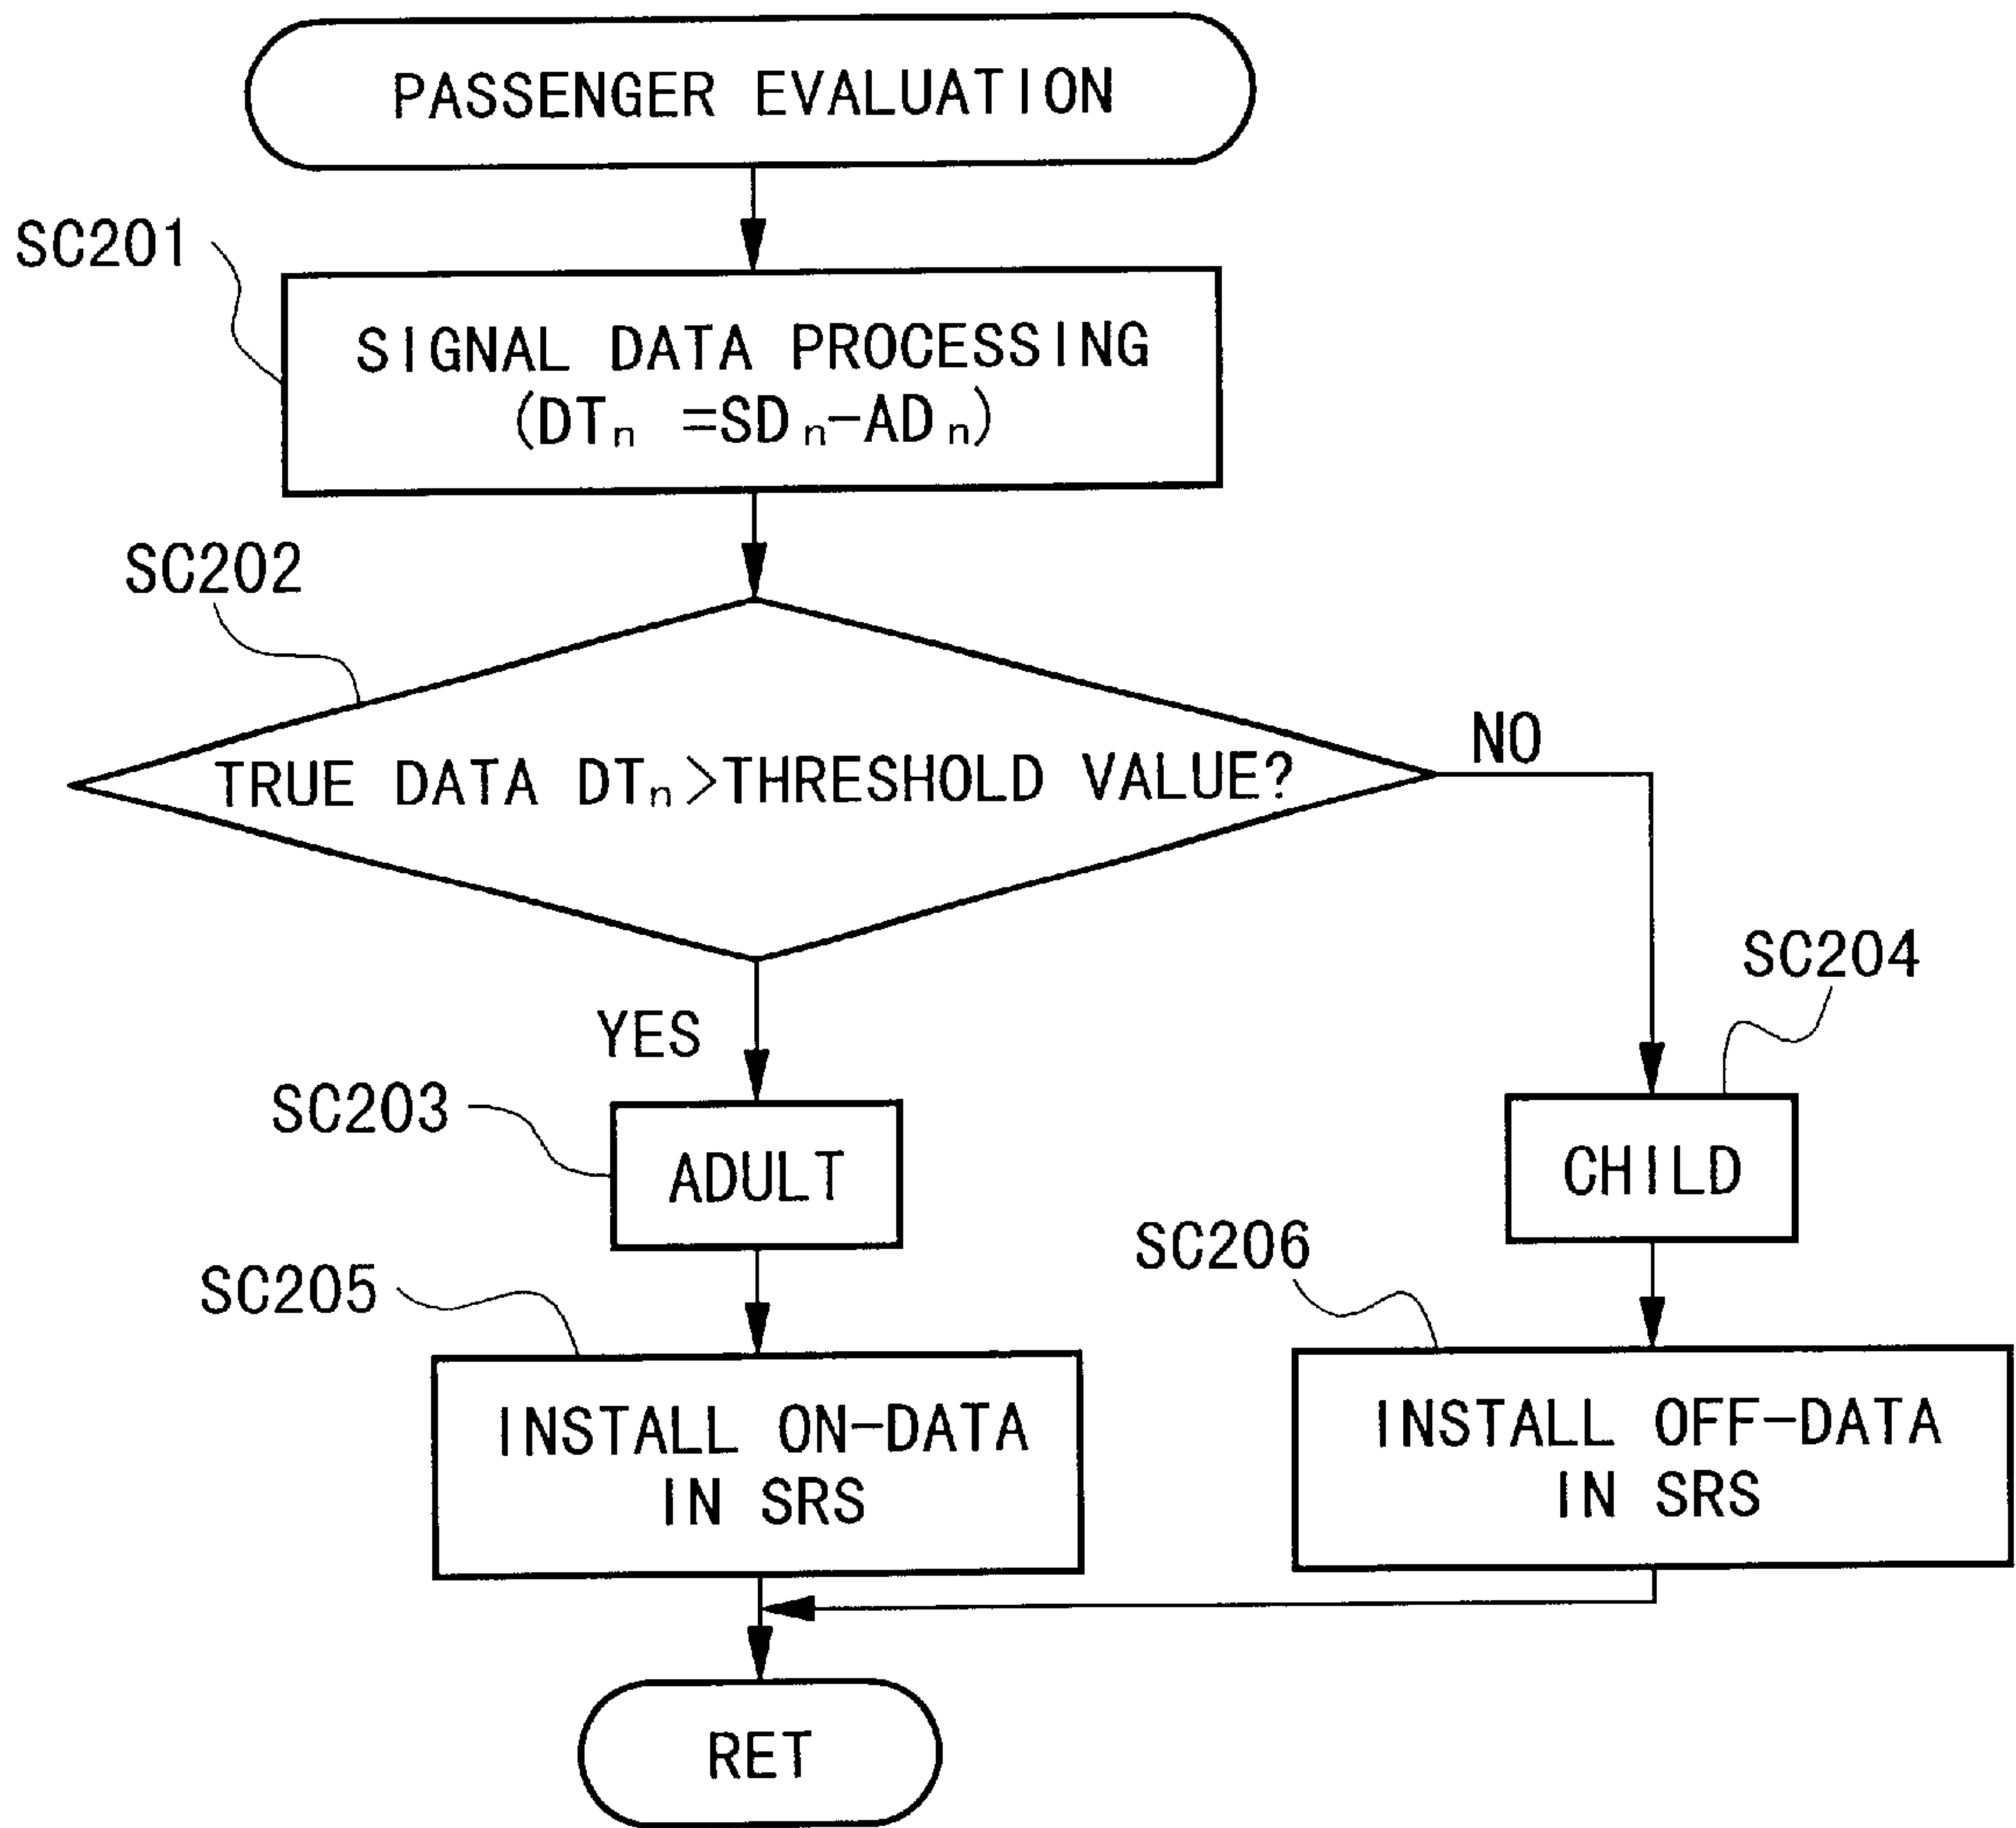 PASSENGER EVALUATION
SC201
SIGNAL DATA PROCESSING
(DTₙ =SDₙ-ADₙ)
SC202
TRUE DATA DTₙ>THRESHOLD VALUE?
NO
YES
SC203
ADULT
SC204
CHILD
SC205
INSTALL ON-DATA
IN SRS
SC206
INSTALL OFF-DATA
IN SRS
RET